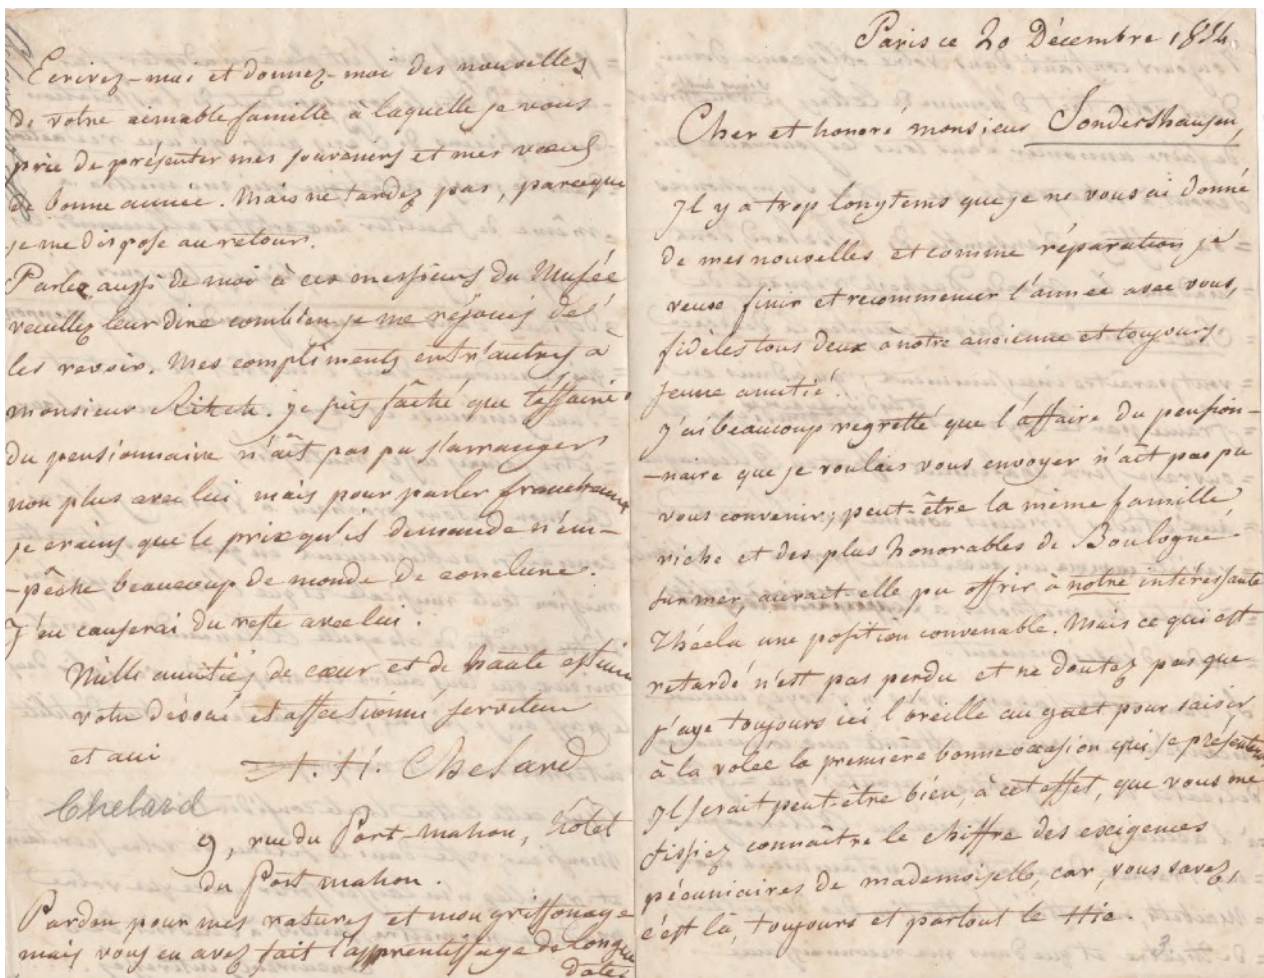 Paris ce 20 Décembre 1854.
Cher et honoré monsieur Sondershausen,
Il y a trop longtems que je ne vous ai donné
de mes nouvelles et comme réparation je
veux finir et recommencer l'année avec vous,
fidèles tous deux à notre ancienne et toujours
jeune amitié.
J'ai beaucoup regretté que l'affaire du pension-
-naire que je voulais vous envoyer n'ait pas pu
vous convenir; peut-être la même famille,
riche et des plus honorables de Boulogne
sur mer, aurait elle pu offrir à notre intéressante
Thécla une position convenable. Mais ce qui est
retardé n'est pas perdu et ne doutez pas que
j'aye toujours ici l'oreille au guet pour saisir
à la volée la première bonne occasion qui se présentera
Il serait peut-être bien, à cet effet, que vous me
fissiez connaître le chiffre des exigences
pécuniaires de mademoiselle, car, vous savez,
c'est là, toujours et partout le Hic.
3.
Ecrivez-moi et donnez-moi des nouvelles
de votre aimable famille à laquelle je vous
prie de présenter mes souvenirs et mes voeux
de bonne année. Mais ne tardez pas, parceque
je me dispose au retour.
Parlez aussi de moi à ces messieurs du Musée
veuillez leur dire combien je me réjouis de
les revoir. Mes compliments entr'autres à
monsieur je suis fâché que l'affaire
du pensionnaire n'ait pas pu s'arranger
non plus avec lui mais pour parler franchement
je crains que le prix qu'il demande n'em-
-pêche beaucoup de monde de conclure.
J'en causerai du reste avec lui.
Mille amitiés de coeur et de haute estime
votre dévoué et affectionné serviteur
et ami
A. H. Chelard
Chelard
9, rue du Port-mahon, hôtel
du Port mahon.
Pardon pour mes ratures et mon griffonage
mais vous en avez fait l'apprentissage de longue
date